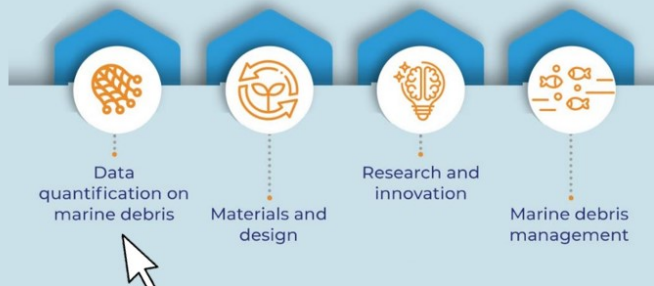 Data
quantification on
marine debris
Materials and
design
Research and
innovation
Marine debris
management